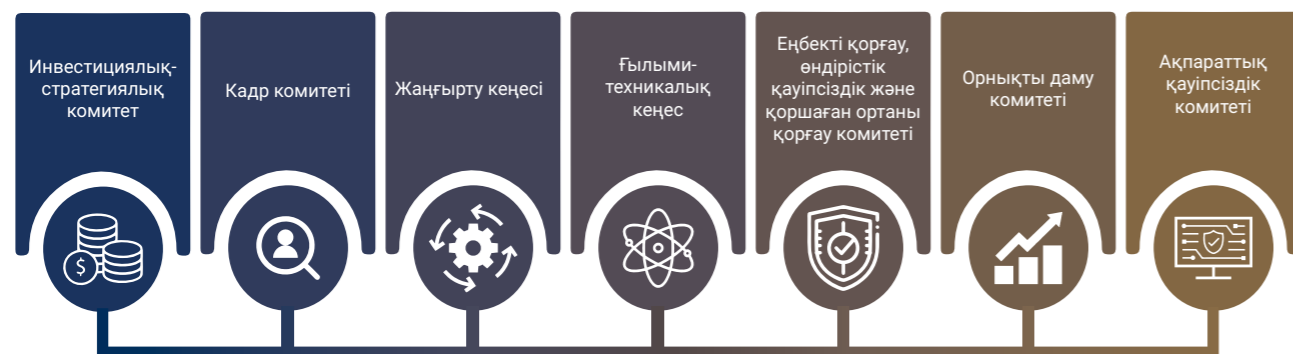 Инвестициялық-
стратегиялық
комитет
Кадр комитеті
Жаңғырту кеңесі
Ғылыми-
техникалық
кеңес
Еңбекті қорғау,
өндірістік
қауіпсіздік және
қоршаған ортаны
қорғау комитеті
Орнықты даму
комитеті
Ақпараттық
қауіпсіздік
комитеті
$